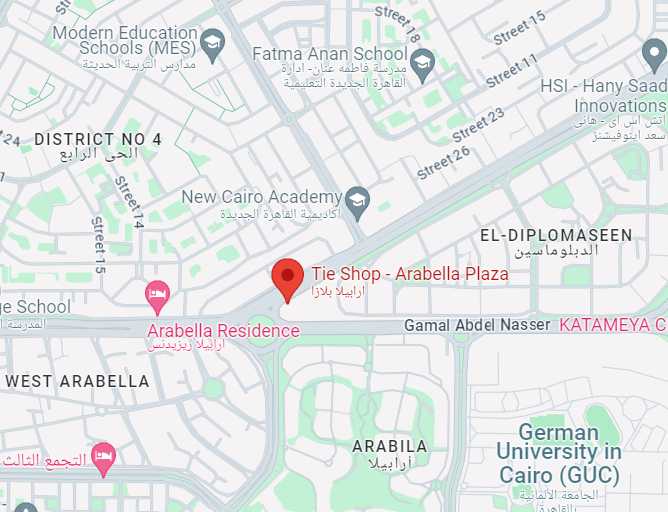 Modern Education
Schools (MES)
مدارس التربية الحديثة
Street 18
Street 15
Fatma Anan School
مدرسة فاطمه عنان- ادارة
القاهرة الجديدة التعليمية
Street 11
HSI - Hany Saad
Innovations
اتش اس اى - هانى
سعد اينوفيشنز
Street 23
24
DISTRICT NO 4
الحي الرابع
Street 26
Street 14
New Cairo Academy
اكاديمية القاهرة الجديدة
Street 15
EL-DIPLOMASEEN
الدبلوماسين
Tie Shop - Arabella Plaza
ارابيلا بلازا
ge School
المدرسة
Arabella Residence
ارابيلا ريزيدنس
Gamal Abdel Nasser
KATAMEYA C
WEST ARABELLA
ARABILA
أرابيلا
German
University in
Cairo (GUC)
الجامعة الألمانية
بالقاهرة
التجمع الثالث